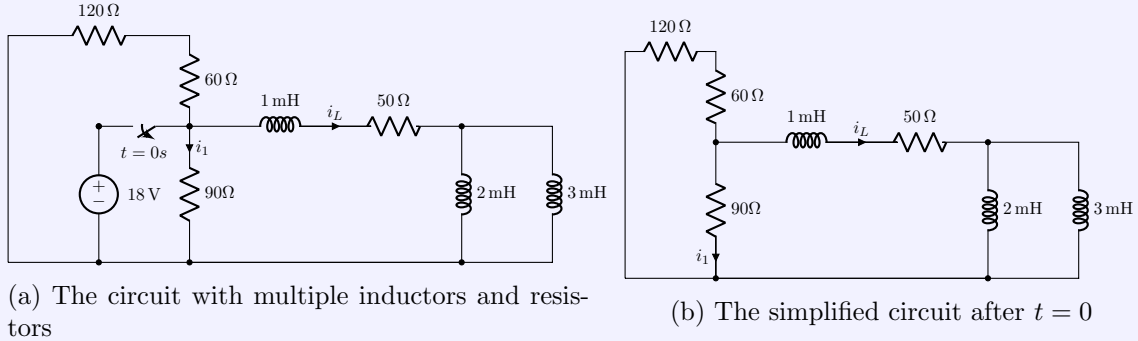 120 Ω
60 Ω
1 mH
i_L
50 Ω
t = 0s
i_1
+
−
18 V
90Ω
2 mH
3 mH
(a) The circuit with multiple inductors and resis-
tors
120 Ω
60 Ω
1 mH
i_L
50 Ω
90Ω
i_1
2 mH
3 mH
(b) The simplified circuit after t = 0